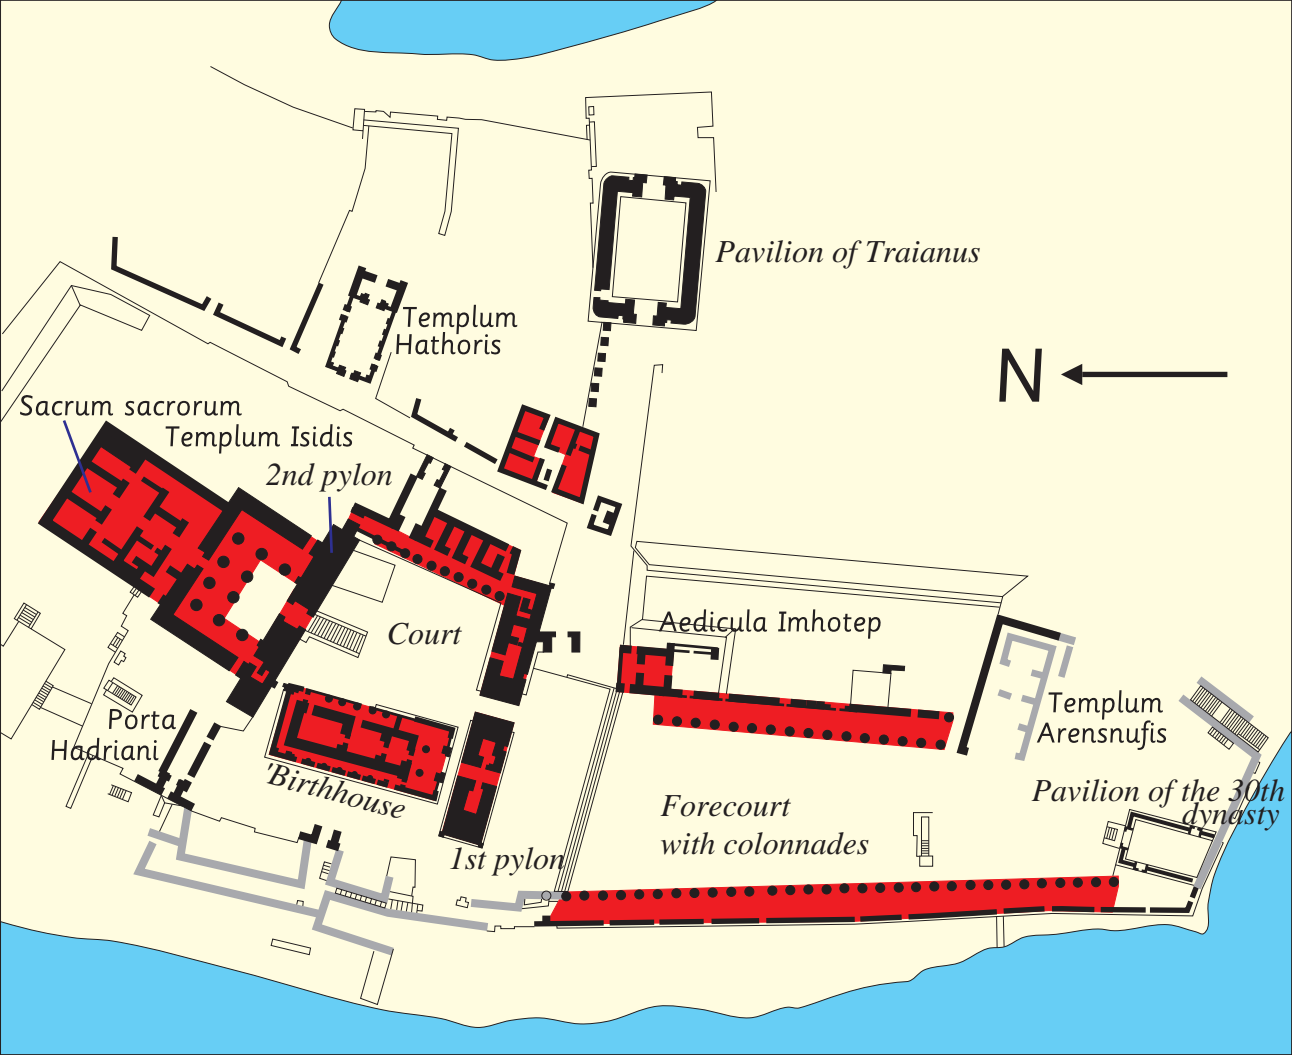 Pavilion of Traianus
Templum
Hathoris
N
Sacrum sacrorum
Templum Isidis
2nd pylon
Court
Aedicula Imhotep
Templum
Arensnufis
Porta
Hadriani
'Birthhouse
Pavilion of the 30th
dynasty
Forecourt
with colonnades
1st pylon